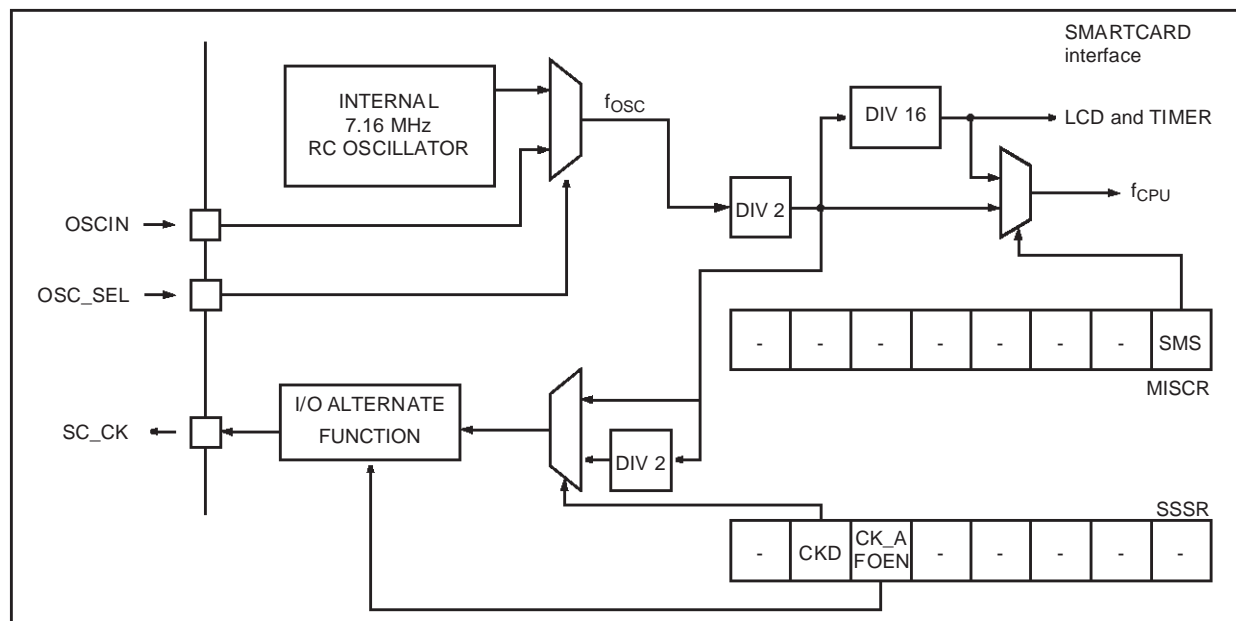 SMARTCARD
interface
INTERNAL
7.16 MHz
RC OSCILLATOR
fOSC
DIV 16
LCD and TIMER
DIV 2
fCPU
OSCIN
OSC_SEL
- - - - - - - SMS
MISCR
I/O ALTERNATE
FUNCTION
SC_CK
DIV 2
SSSR
- CKD CK_A - - - - -
FOEN